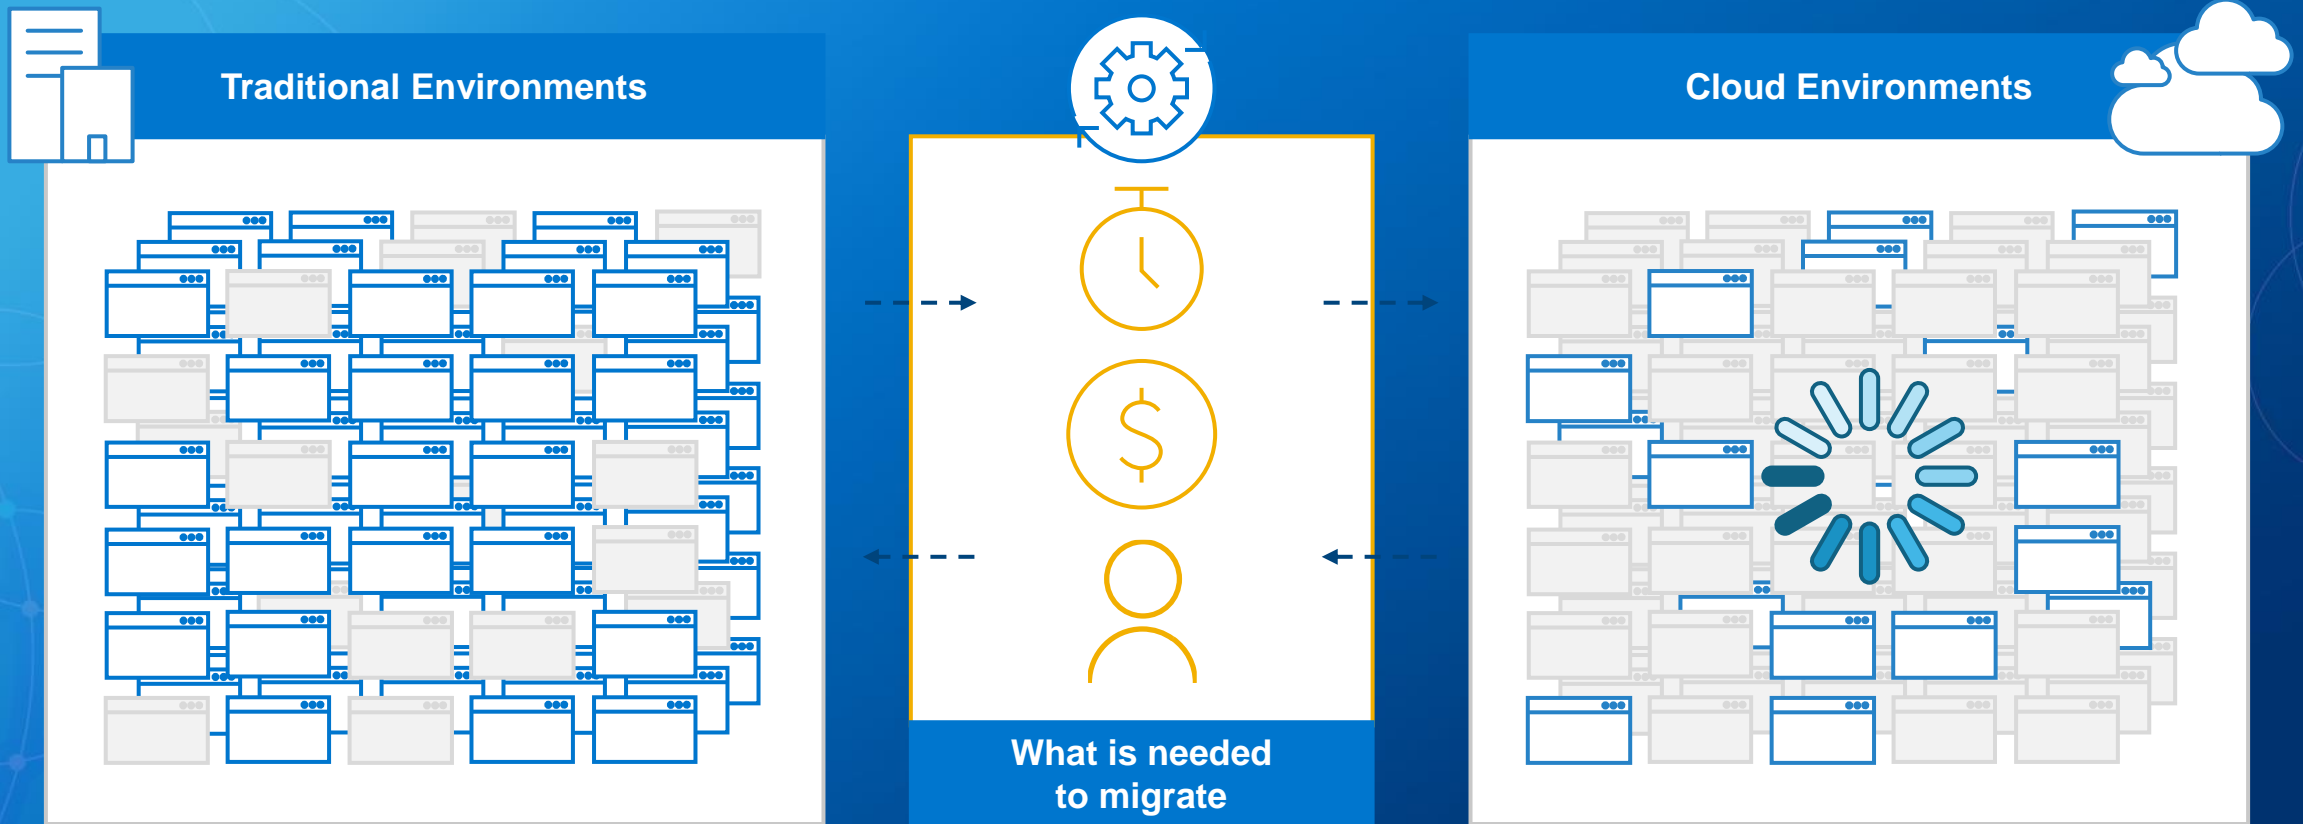 Traditional Environments
Cloud Environments
What is needed
to migrate